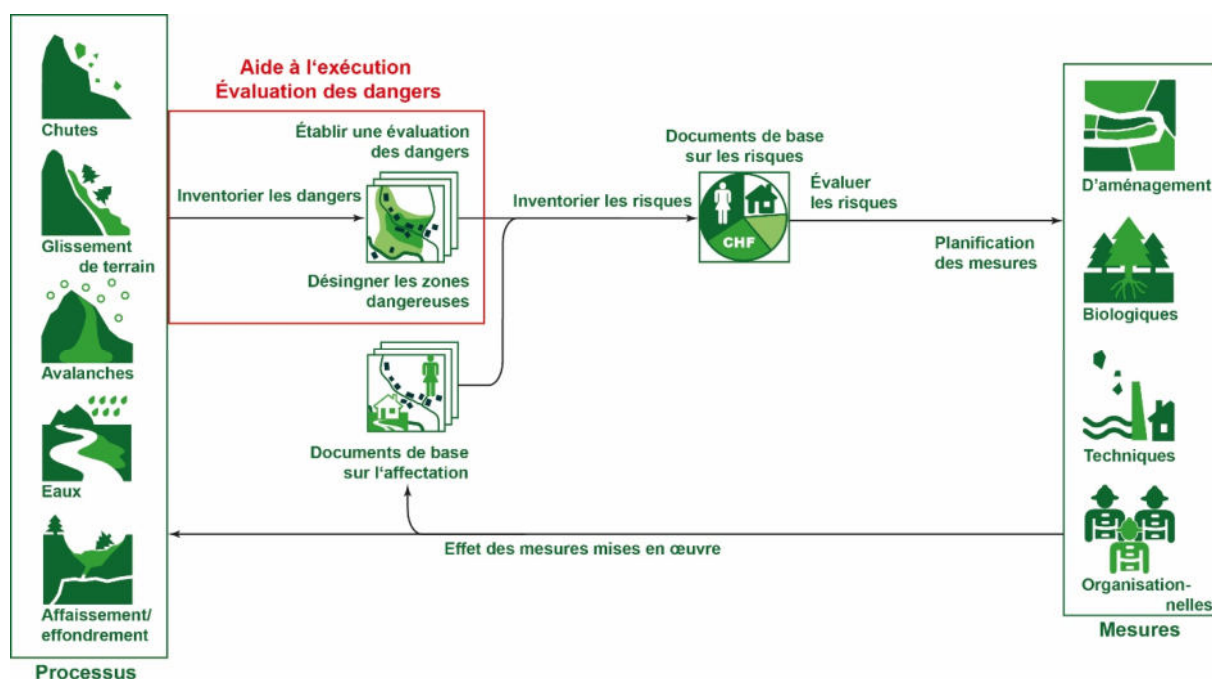 Chutes
Glissement
de terrain
Avalanches
Eaux
Affaissement/
effondrement
Processus
Aide à l‘exécution
Évaluation des dangers
Établir une évaluation
des dangers
Inventorier les dangers
Désingner les zones
dangereuses
Documents de base
sur l‘affectation
Inventorier les risques
Documents de base
sur les risques
CHF
Évaluer
les risques
Planification
des mesures
Effet des mesures mises en œuvre
D‘aménagement
Biologiques
Techniques
Organisation-
nelles
Mesures